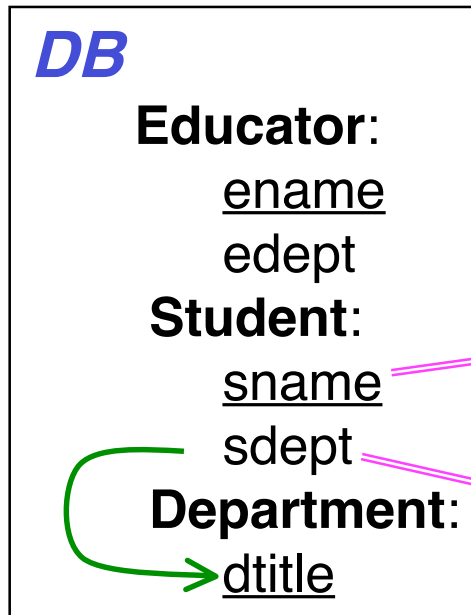 DB
Educator:
ename
edept
Student:
sname
sdept
Department:
dtitle